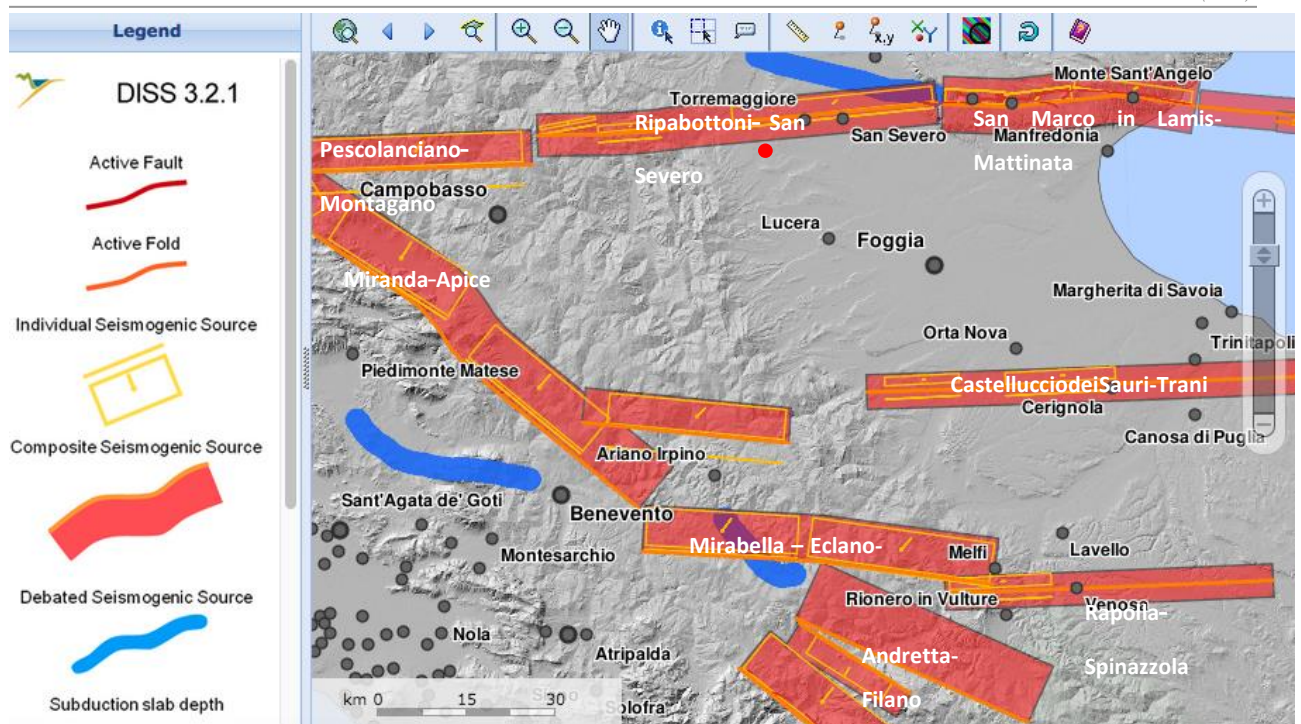 Legend
DISS 3.2.1
Active Fault
Active Fold
Individual Seismogenic Source
Composite Seismogenic Source
Debated Seismogenic Source
Subduction slab depth
x,y
Monte Sant'Angelo
Torremaggiore
Ripabottoni- San
Severo
San Severo
San Marco in Lamis-
Manfredonia
Mattinata
Pescolanciano-
Campobasso
Montagano
Lucera
Foggia
Miranda-Apice
Margherita di Savoia
Orta Nova
Trinitapoli
Piedimonte Matese
CastellucciodeiSauri-Trani
Cerignola
Canosa di Puglia
Ariano Irpino
Sant'Agata de' Goti
Benevento
Montesarchio
Mirabella – Eclano-
Melfi
Lavello
Rionero in Vulture
Venosa
Rapolla-
Spinazzola
Nola
Atripalda
Andretta-
Filano
Solofra
km 0 15 30